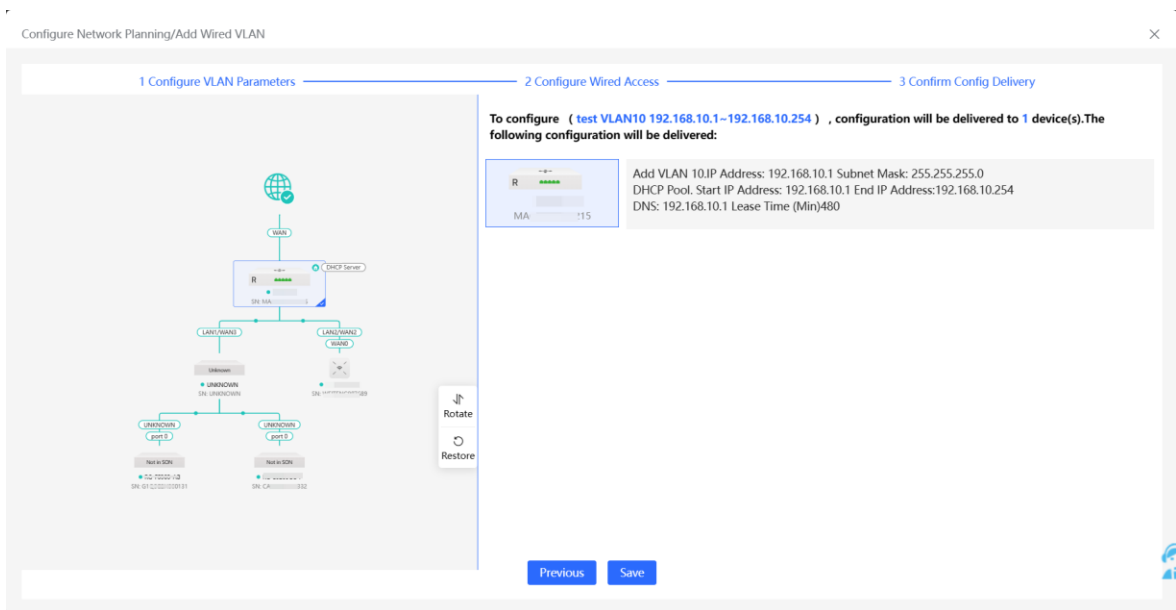 Configure Network Planning/Add Wired VLAN
1 Configure VLAN Parameters
2 Configure Wired Access
3 Confirm Config Delivery
To configure ( test VLAN10 192.168.10.1~192.168.10.254 ) , configuration will be delivered to 1 device(s).The
following configuration will be delivered:
R
MA 15
Add VLAN 10.IP Address: 192.168.10.1 Subnet Mask: 255.255.255.0
DHCP Pool. Start IP Address: 192.168.10.1 End IP Address:192.168.10.254
DNS: 192.168.10.1 Lease Time (Min)480
WAN
DHCP Server
R
SN: MA
LAN1/WAN3
LAN2/WAN2
WAN0
Unknown
UNKNOWN
SN: UNKNOWN
SN:
Rotate
Restore
UNKNOWN
UNKNOWN
port 0
port 0
Not in SON
Not in SON
SN: G1 0131
SN: CA 332
Previous
Save